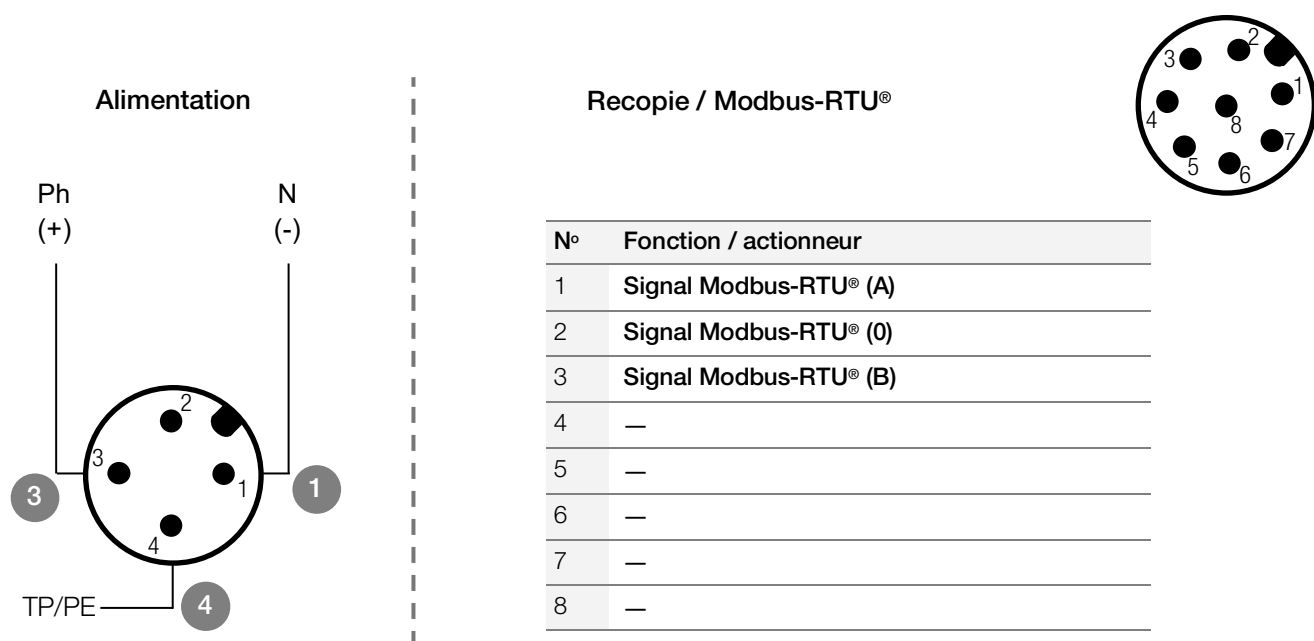 Alimentation
Ph
(+)
N
(-)
2
3
1
4
3
1
TP/PE
4
Recopie / Modbus-RTU®
2
3
1
4
8
7
5
6
Nº Fonction / actionneur
1 Signal Modbus-RTU® (A)
2 Signal Modbus-RTU® (0)
3 Signal Modbus-RTU® (B)
4 —
5 —
6 —
7 —
8 —